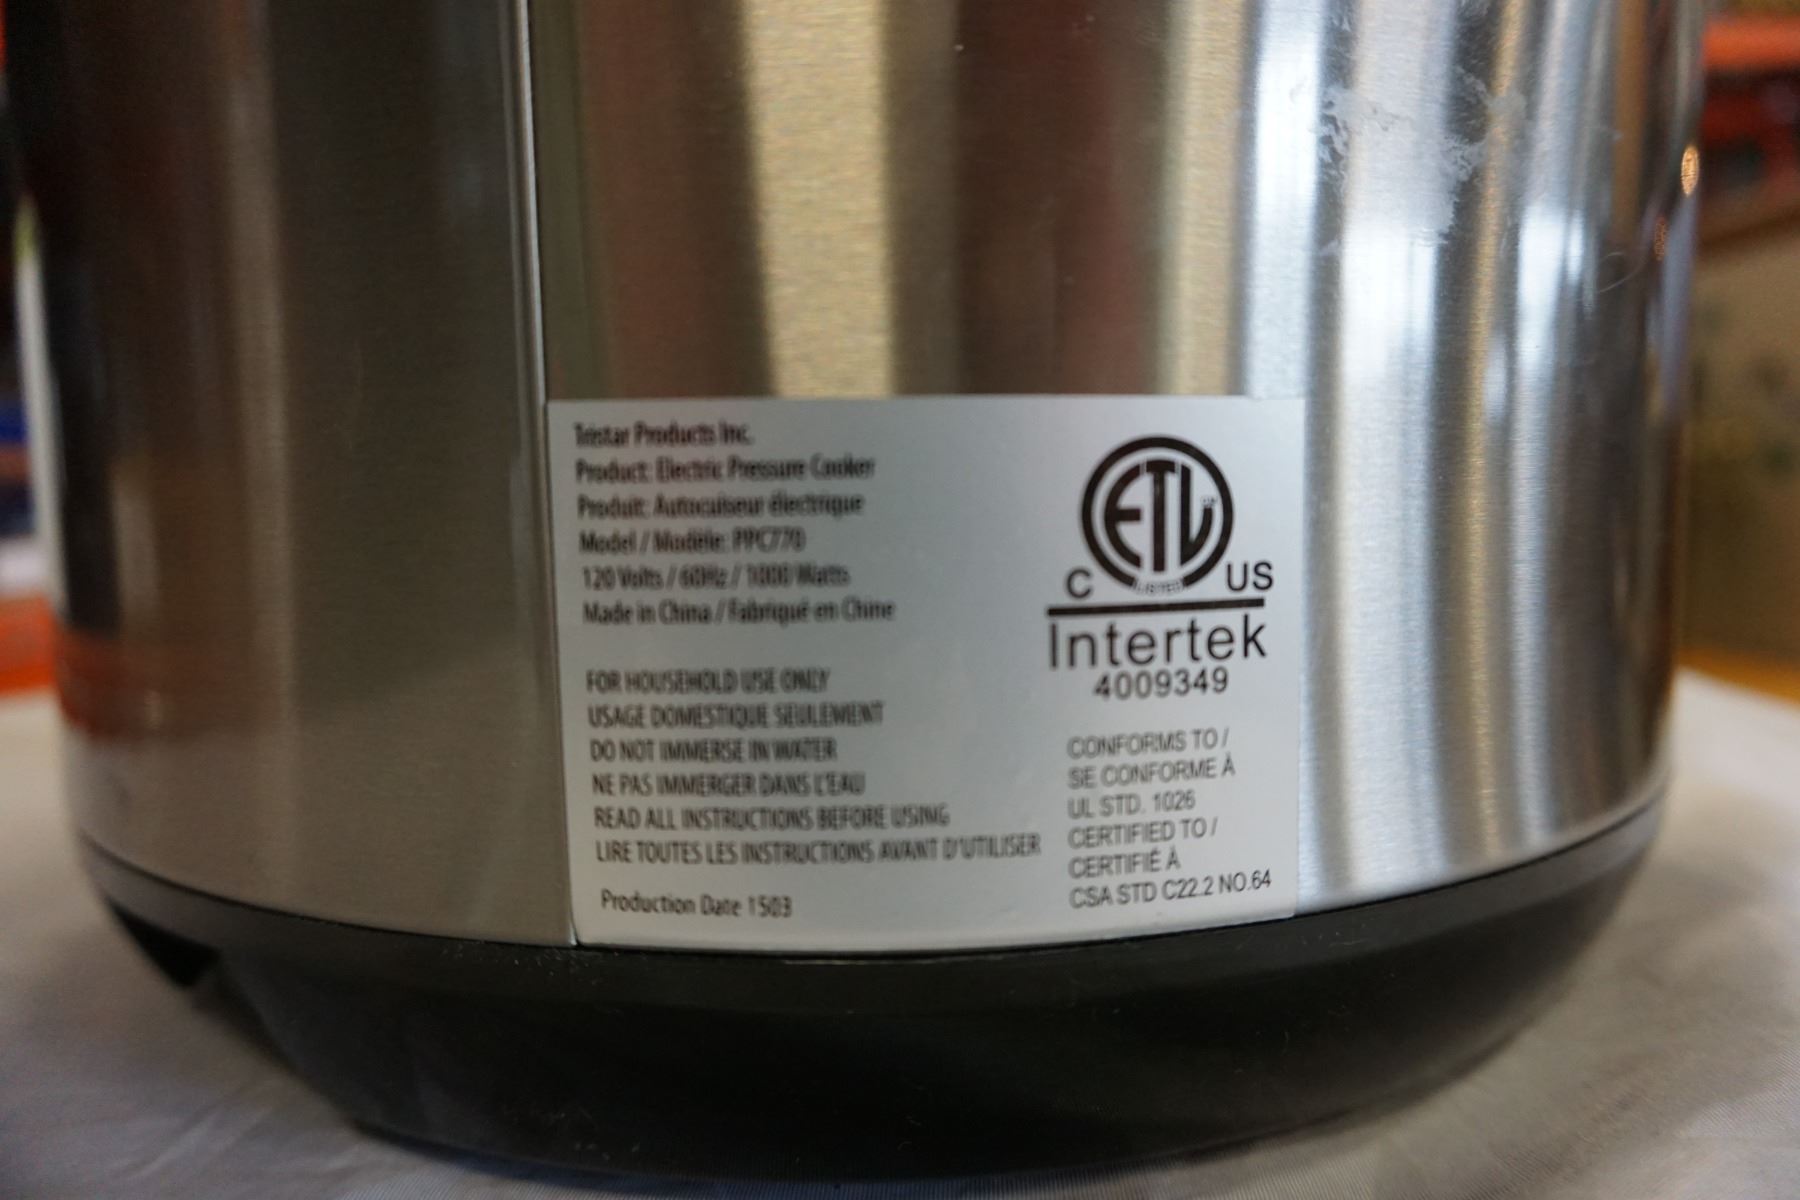 Tristar Products Inc.
Product: Electric Pressure Cooker
Produit: Autocuiseur électrique
Model / Modèle: PPC770
120 Volts / 60Hz / 1000 Watts
Made in China / Fabriqué en Chine
FOR HOUSEHOLD USE ONLY
USAGE DOMESTIQUE SEULEMENT
DO NOT IMMERSE IN WATER
NE PAS IMMERGER DANS L'EAU
READ ALL INSTRUCTIONS BEFORE USING
LIRE TOUTES LES INSTRUCTIONS AVANT D'UTILISER
Production Date 1503
ETL
LISTED
C US
Intertek
4009349
CONFORMS TO /
SE CONFORME À
UL STD. 1026
CERTIFIED TO /
CERTIFIÉ À
CSA STD C22.2 NO.64